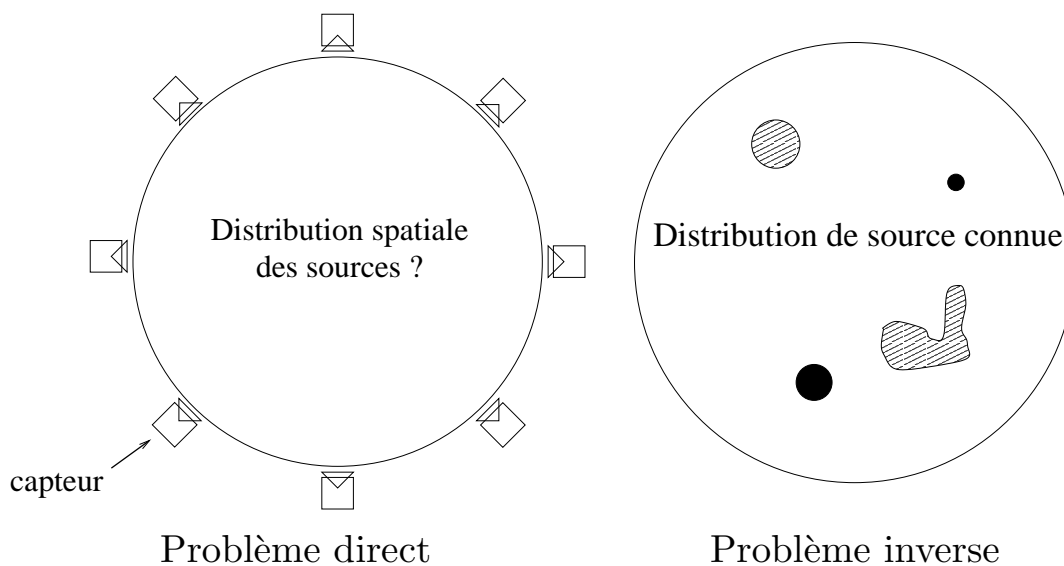 Distribution spatiale
des sources ?
capteur
Problème direct
Distribution de source connue
Problème inverse